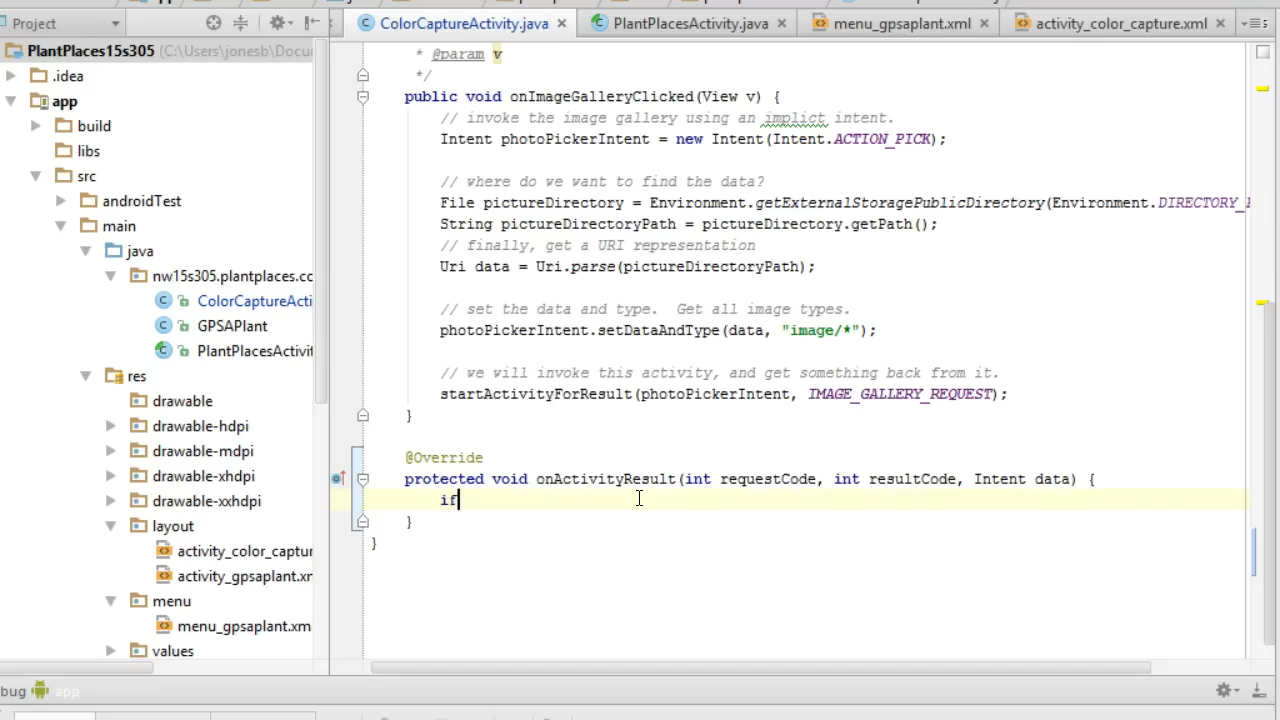 Project
ColorCaptureActivity.java
PlantPlacesActivity.java
menu_gpsaplant.xml
activity_color_capture.xml
PlantPlaces15s305 (C:\Users\jonesb\Docu
.idea
app
build
libs
src
androidTest
main
java
nw15s305.plantplaces.cc
ColorCaptureActi
GPSAPlant
PlantPlacesActivit
res
drawable
drawable-hdpi
drawable-mdpi
drawable-xhdpi
drawable-xxhdpi
layout
activity_color_captu
activity_gpsaplant.xn
menu
menu_gpsaplant.xm
values
* @param v
*/
public void onImageGalleryClicked(View v) {
// invoke the image gallery using an implict intent.
Intent photoPickerIntent = new Intent(Intent.ACTION_PICK);
// where do we want to find the data?
File pictureDirectory = Environment.getExternalStoragePublicDirectory(Environment.DIRECTORY_P
String pictureDirectoryPath = pictureDirectory.getPath();
// finally, get a URI representation
Uri data = Uri.parse(pictureDirectoryPath);
// set the data and type.  Get all image types.
photoPickerIntent.setDataAndType(data, "image/*");
// we will invoke this activity, and get something back from it.
startActivityForResult(photoPickerIntent, IMAGE_GALLERY_REQUEST);
}
@Override
protected void onActivityResult(int requestCode, int resultCode, Intent data) {
if
}
}
bug app